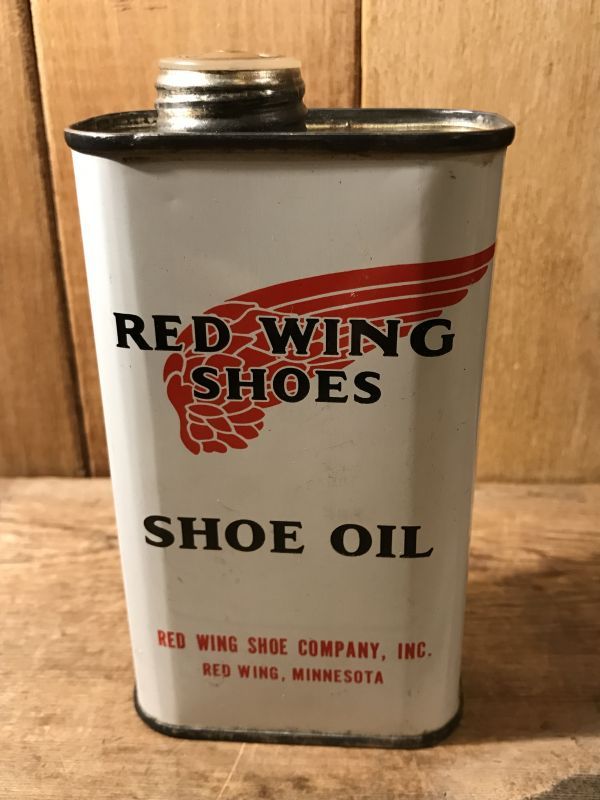 RED WING
SHOES
SHOE OIL
RED WING SHOE COMPANY, INC.
RED WING, MINNESOTA